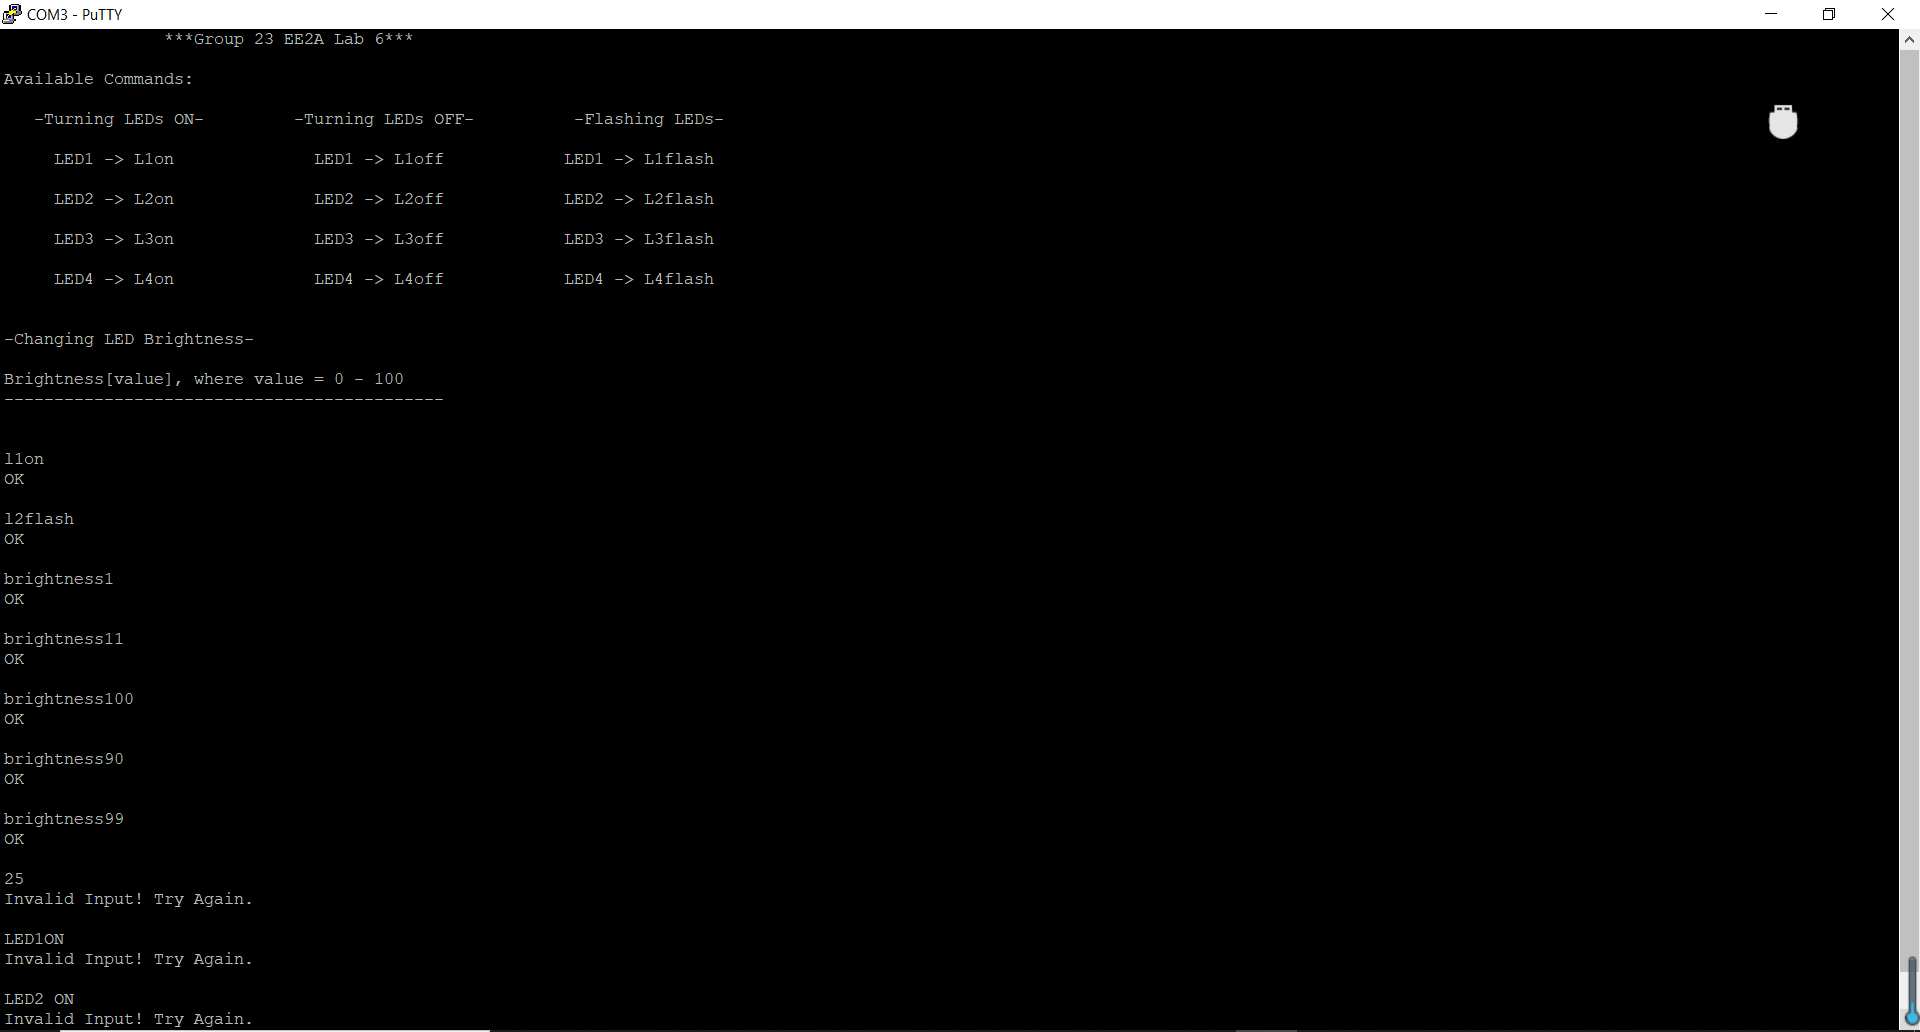 COM3 - PuTTY
***Group 23 EE2A Lab 6***
Available Commands:
-Turning LEDs ON- -Turning LEDs OFF- -Flashing LEDs-
LED1 -> L1on LED1 -> L1off LED1 -> L1flash
LED2 -> L2on LED2 -> L2off LED2 -> L2flash
LED3 -> L3on LED3 -> L3off LED3 -> L3flash
LED4 -> L4on LED4 -> L4off LED4 -> L4flash
-Changing LED Brightness-
Brightness[value], where value = 0 - 100
--------------------------------------------
l1on
OK
l2flash
OK
brightness1
OK
brightness11
OK
brightness100
OK
brightness90
OK
brightness99
OK
25
Invalid Input! Try Again.
LED1ON
Invalid Input! Try Again.
LED2 ON
Invalid Input! Try Again.